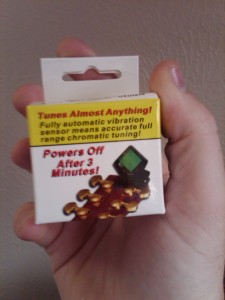 Tunes Almost Anything!
Fully automatic vibration
sensor means accurate full
range chromatic tuning!
Powers Off
After 3
Minutes!